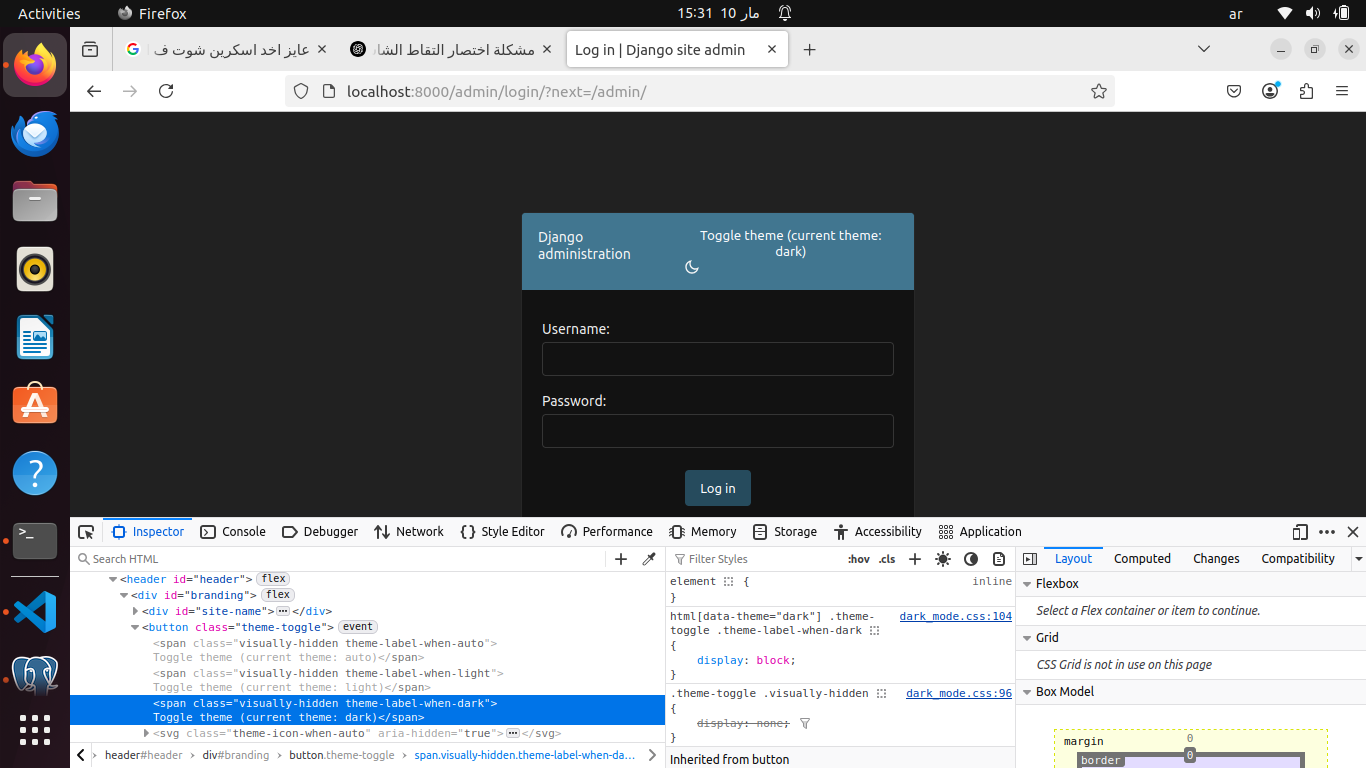 Activities
Firefox
15:31 10 مار
ar
عايز اخد اسكرين شوت ف
مشكلة اختصار التقاط الشا
Log in | Django site admin
localhost:8000/admin/login/?next=/admin/
Django
administration
Toggle theme (current theme:
dark)
Username:
Password:
Log in
Inspector
Console
Debugger
Network
Style Editor
Performance
Memory
Storage
Accessibility
Application
Search HTML
<header id="header"> flex
<div id="branding"> flex
<div id="site-name"> </div>
<button class="theme-toggle"> event
<span class="visually-hidden theme-label-when-auto">
Toggle theme (current theme: auto)</span>
<span class="visually-hidden theme-label-when-light">
Toggle theme (current theme: light)</span>
<span class="visually-hidden theme-label-when-dark">
Toggle theme (current theme: dark)</span>
<svg class="theme-icon-when-auto" aria-hidden="true"> </svg>
header#header
div#branding
button.theme-toggle
span.visually-hidden.theme-label-when-da…
Filter Styles
:hov .cls
element { inline
}
html[data-theme="dark"] .theme- dark_mode.css:104
toggle .theme-label-when-dark
{
display: block;
}
.theme-toggle .visually-hidden dark_mode.css:96
{
display: none;
}
Inherited from button
Layout
Computed
Changes
Compatibility
Flexbox
Select a Flex container or item to continue.
Grid
CSS Grid is not in use on this page
Box Model
margin
0
border
0